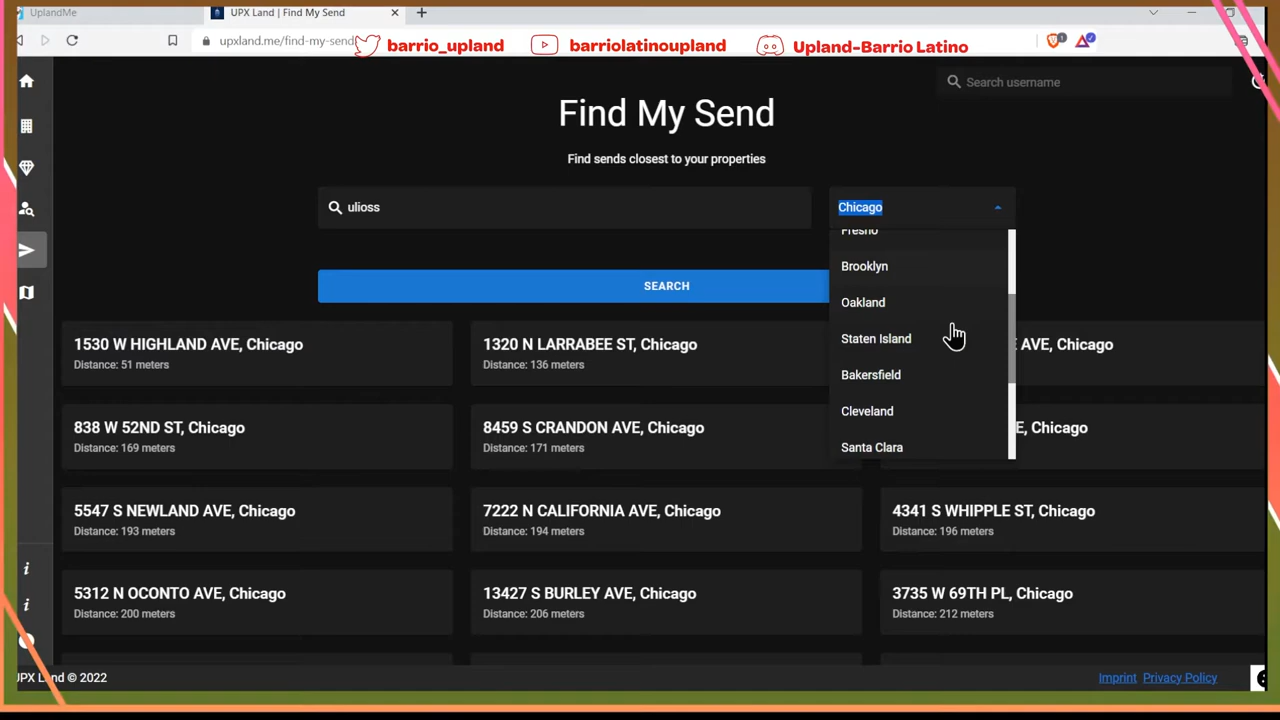 UplandMe
UPX Land | Find My Send
upxland.me/find-my-send
barrio_upland
barriolatinoupland
Upland-Barrio Latino
Search username
Find My Send
Find sends closest to your properties
ulioss
Chicago
SEARCH
Fresno
Brooklyn
Oakland
Staten Island
Bakersfield
Cleveland
Santa Clara
1530 W HIGHLAND AVE, Chicago
Distance: 51 meters
1320 N LARRABEE ST, Chicago
Distance: 136 meters
AVE, Chicago
838 W 52ND ST, Chicago
Distance: 169 meters
8459 S CRANDON AVE, Chicago
Distance: 171 meters
E, Chicago
5547 S NEWLAND AVE, Chicago
Distance: 193 meters
7222 N CALIFORNIA AVE, Chicago
Distance: 194 meters
4341 S WHIPPLE ST, Chicago
Distance: 196 meters
5312 N OCONTO AVE, Chicago
Distance: 200 meters
13427 S BURLEY AVE, Chicago
Distance: 206 meters
3735 W 69TH PL, Chicago
Distance: 212 meters
UPX Land © 2022
Imprint
Privacy Policy